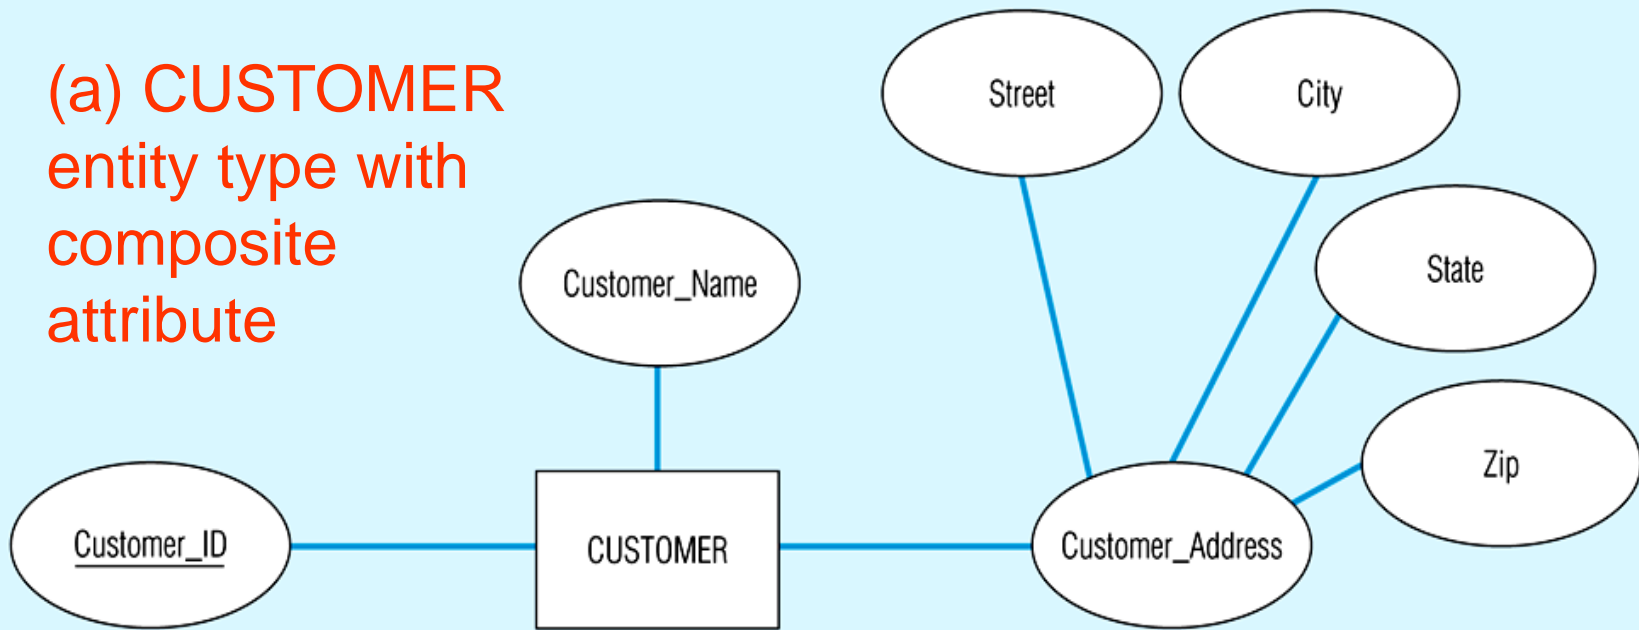 (a) CUSTOMER
entity type with
composite
attribute
Street
City
State
Customer_Name
Zip
Customer_ID
CUSTOMER
Customer_Address